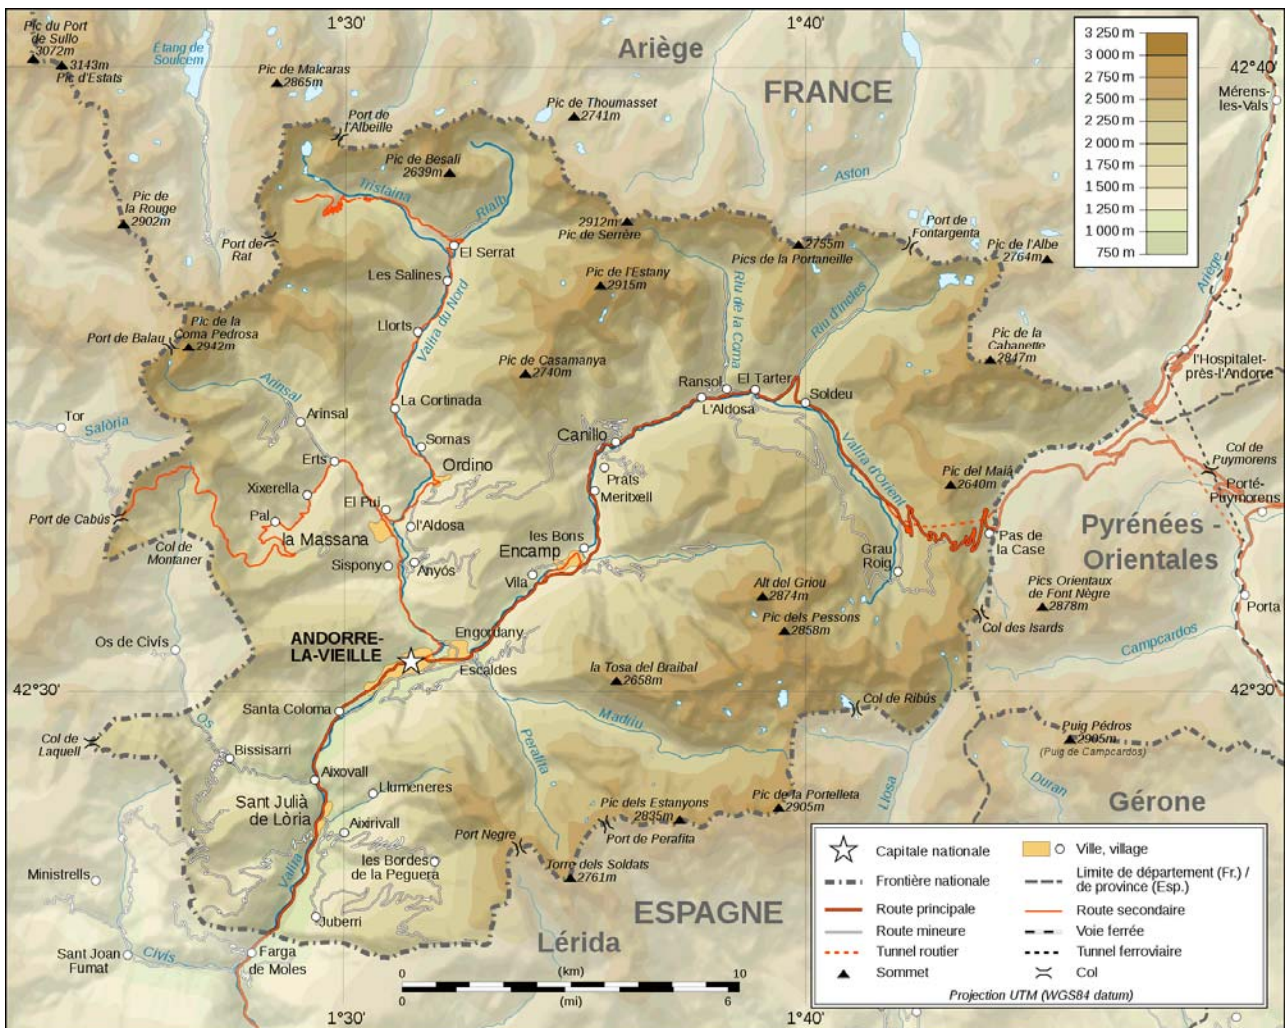 1°30'
1°40'
Pic du Port
de Sullo
3072m
3143m
Pic d'Estats
Étang de
Soulcem
Pic de Malcaras
2865m
Ariège
FRANCE
Pic de Thoumasset
2741m
3 250 m
3 000 m
2 750 m
2 500 m
2 250 m
2 000 m
1 750 m
1 500 m
1 250 m
1 000 m
750 m
42°40'
Mérens-
les-Vals
Port de
l'Albeille
Pic de Besali
2639m
Tristaina
Rialb
Aston
Pic de
la Rouge
2902m
Port de
Rat
El Serrat
2912m
Pic de Serrère
2755m
Pics de la Portaneille
Port de
Fontargenta
Pic de l'Albe
2764m
Ariège
Les Salines
Pic de l'Estany
2915m
Riu de la Coma
Riu d'Incles
Valira du Nord
Llorts
Port de Balau
Pic de la
Coma Pedrosa
2942m
Pic de la
Cabanette
2847m
l'Hospitalet-
près-l'Andorre
Pic de Casamanya
2740m
Arinsal
Ransol
El Tarter
Soldeu
L'Aldosa
La Cortinada
Arinsal
Tor
Salòria
Canillo
Sornas
Ordino
Valira d'Orient
Col de
Puymorens
Erts
Prats
Meritxell
Pic del Maiá
2640m
Porté-
Puymorens
Xixerella
El Pui
Pal
la Massana
l'Aldosa
Port de Cabús
Pyrénées -
Orientales
Pas de
la Case
Col de
Montaner
les Bons
Encamp
Vila
Sispony
Anyós
Grau
Roig
Alt del Griou
2874m
Pics Orientaux
de Font Nègre
2878m
Porta
Pic dels Pessons
2858m
Col des Isards
Os de Civís
ANDORRE-
LA-VIEILLE
Engordany
Escaldes
Campcardos
la Tosa del Braibal
2658m
42°30'
42°30'
Santa Coloma
Madriu
Col de Ribûs
Os
Perafita
Puig Pédros
2905m
(Puig de Campcardos)
Col de
Laquell
Bissisarri
Aixovall
Llumeneres
Llosa
Duran
Gérone
Sant Julià
de Lòria
Pic dels Estanyons
2835m
Pic de la Portelleta
2905m
Aixirivall
Port Negre
Port de Perafita
les Bordes
de la Peguera
Torre dels Soldats
2761m
Valira
Ministrells
Juberri
ESPAGNE
Lérida
Sant Joan
Fumat
Civís
Farga
de Moles
0
(km)
10
0
(mi)
6
Capitale nationale
Ville, village
Frontière nationale
Limite de département (Fr.) /
de province (Esp.)
Route principale
Route secondaire
Route mineure
Voie ferrée
Tunnel routier
Tunnel ferroviaire
Sommet
Col
Projection UTM (WGS84 datum)
1°30'
1°40'